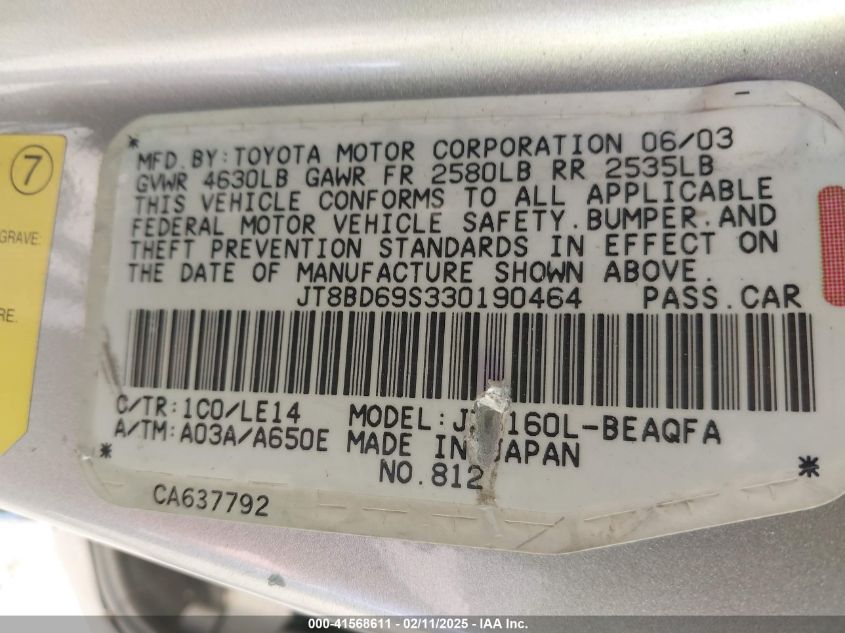 7
GRAVE.
RE.
MFD. BY: TOYOTA MOTOR CORPORATION 06/03
GVWR 4630LB GAWR FR 2580LB RR 2535LB
THIS VEHICLE CONFORMS TO ALL APPLICABLE
FEDERAL MOTOR VEHICLE SAFETY. BUMPER. AND
THEFT PREVENTION STANDARDS IN EFFECT ON
THE DATE OF MANUFACTURE SHOWN ABOVE.
JT8BD69S330190464 PASS. CAR
C/TR: 1C0/LE14 MODEL: 160L-BEAQFA
A/TM: A03A/A650E MADE IN JAPAN
NO. 812
CA637792
000-41568611 - 02/11/2025 - IAA Inc.